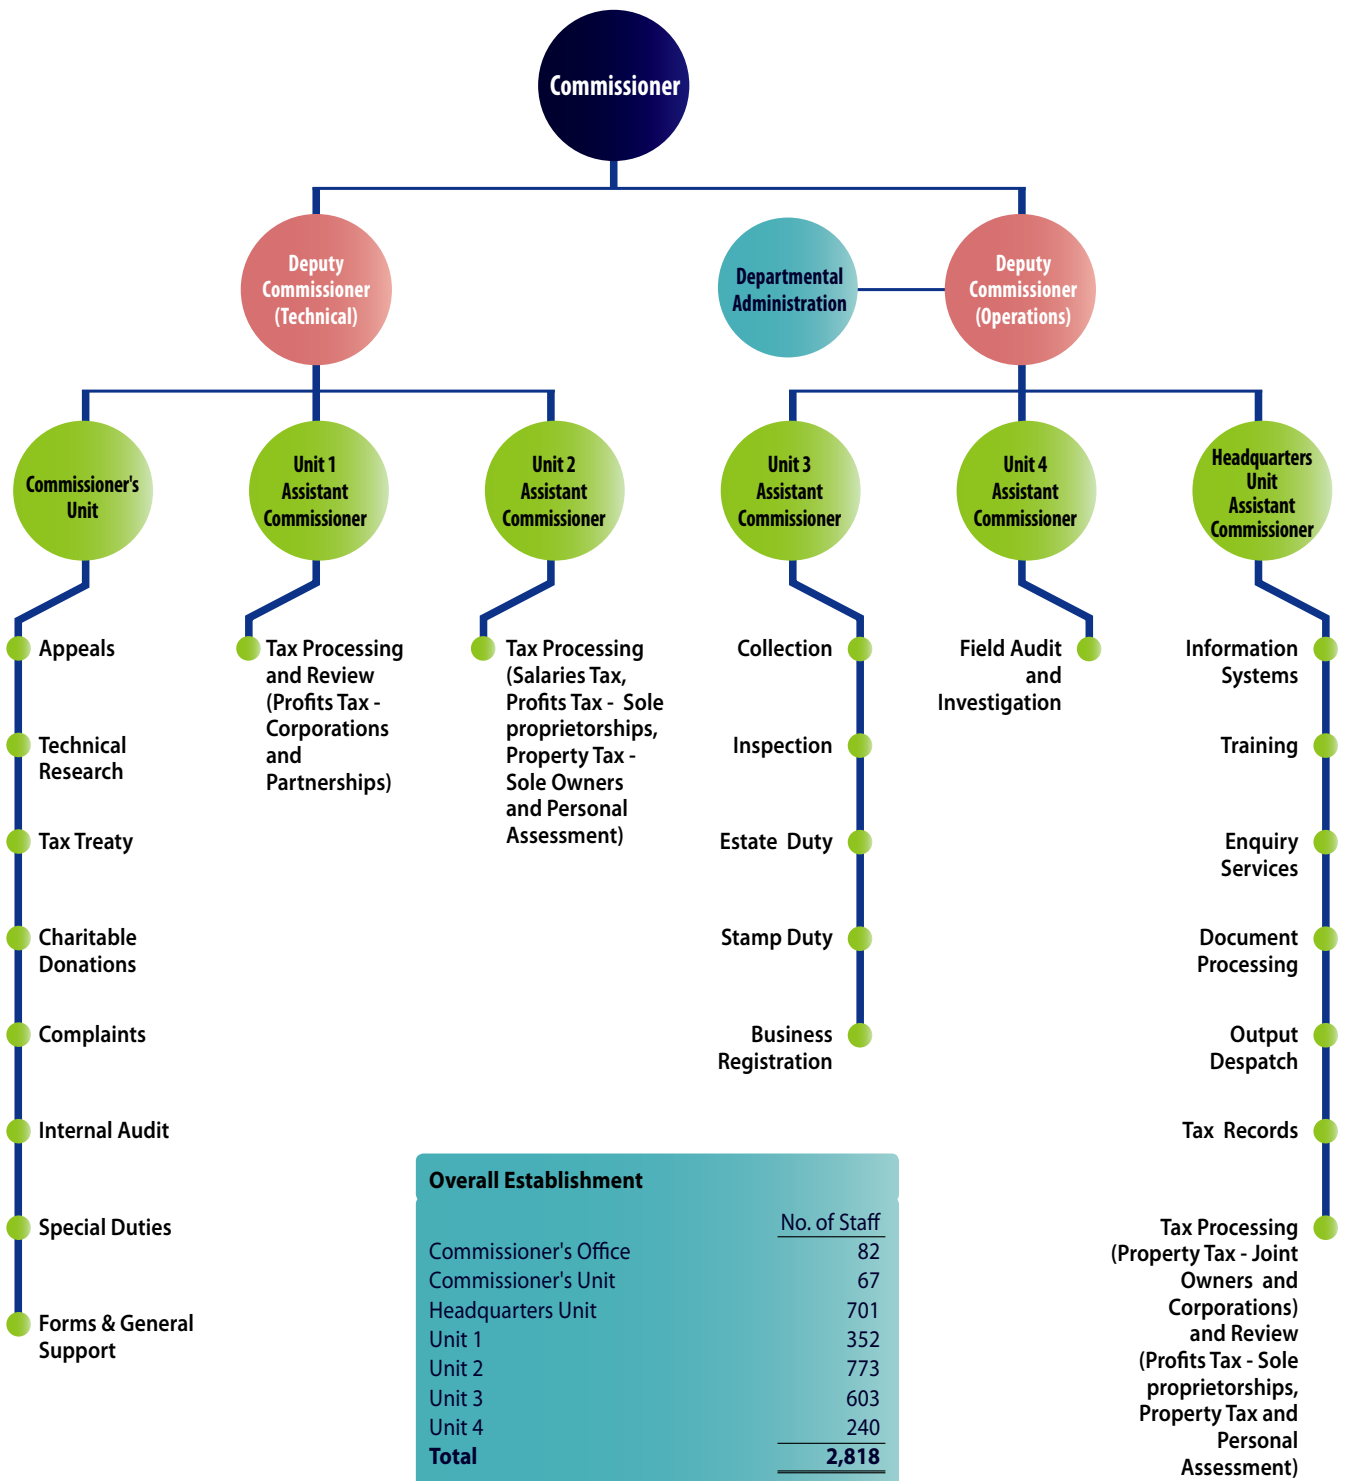 Commissioner
Deputy
Commissioner
(Technical)
Departmental
Administration
Deputy
Commissioner
(Operations)
Commissioner's
Unit
Unit 1
Assistant
Commissioner
Unit 2
Assistant
Commissioner
Unit 3
Assistant
Commissioner
Unit 4
Assistant
Commissioner
Headquarters
Unit
Assistant
Commissioner
Appeals
Technical
Research
Tax Treaty
Charitable
Donations
Complaints
Internal Audit
Special Duties
Forms & General
Support
Tax Processing
and Review
(Profits Tax -
Corporations
and
Partnerships)
Tax Processing
(Salaries Tax,
Profits Tax - Sole
proprietorships,
Property Tax -
Sole Owners
and Personal
Assessment)
Collection
Inspection
Estate Duty
Stamp Duty
Business
Registration
Field Audit
and
Investigation
Information
Systems
Training
Enquiry
Services
Document
Processing
Output
Despatch
Tax Records
Tax Processing
(Property Tax - Joint
Owners and
Corporations)
and Review
(Profits Tax - Sole
proprietorships,
Property Tax and
Personal
Assessment)
Overall Establishment
No. of Staff
Commissioner's Office 82
Commissioner's Unit 67
Headquarters Unit 701
Unit 1 352
Unit 2 773
Unit 3 603
Unit 4 240
Total 2,818